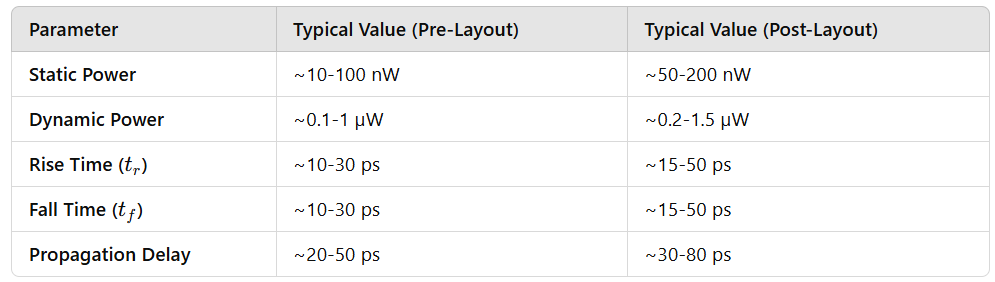 Parameter Typical Value (Pre-Layout) Typical Value (Post-Layout)
Static Power ~10-100 nW ~50-200 nW
Dynamic Power ~0.1-1 μW ~0.2-1.5 μW
Rise Time (tᵣ) ~10-30 ps ~15-50 ps
Fall Time (t_f) ~10-30 ps ~15-50 ps
Propagation Delay ~20-50 ps ~30-80 ps